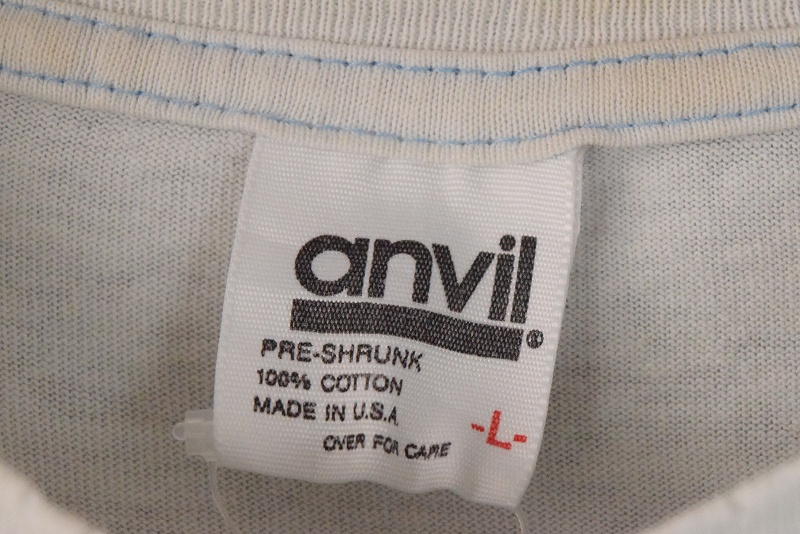 anvil®
PRE-SHRUNK
100% COTTON
MADE IN U.S.A.
OVER FOR CARE
-L-